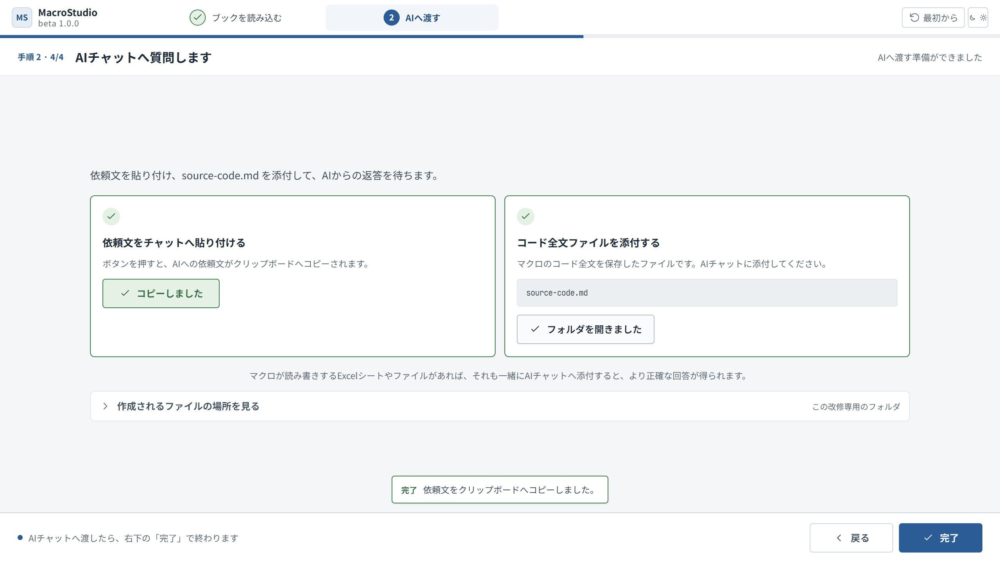 MS
MacroStudio
beta 1.0.0
ブックを読み込む
2
AIへ渡す
最初から
手順 2・4/4
AIチャットへ質問します
AIへ渡す準備ができました
依頼文を貼り付け、source-code.md を添付して、AIからの返答を待ちます。
依頼文をチャットへ貼り付ける
ボタンを押すと、AIへの依頼文がクリップボードへコピーされます。
コピーしました
コード全文ファイルを添付する
マクロのコード全文を保存したファイルです。AIチャットに添付してください。
source-code.md
フォルダを開きました
マクロが読み書きするExcelシートやファイルがあれば、それも一緒にAIチャットへ添付すると、より正確な回答が得られます。
作成されるファイルの場所を見る
この改修専用のフォルダ
完了 依頼文をクリップボードへコピーしました。
AIチャットへ渡したら、右下の「完了」で終わります
戻る
完了